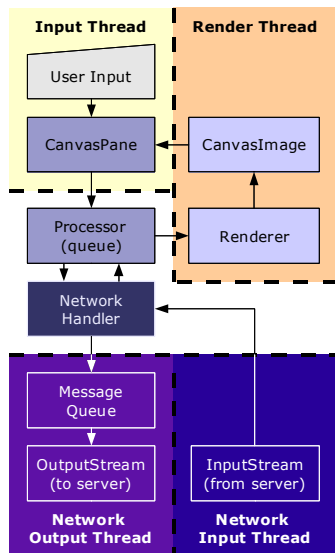 Input Thread
Render Thread
User Input
CanvasPane
CanvasImage
Processor
(queue)
Renderer
Network
Handler
Message
Queue
OutputStream
(to server)
InputStream
(from server)
Network
Output Thread
Network
Input Thread